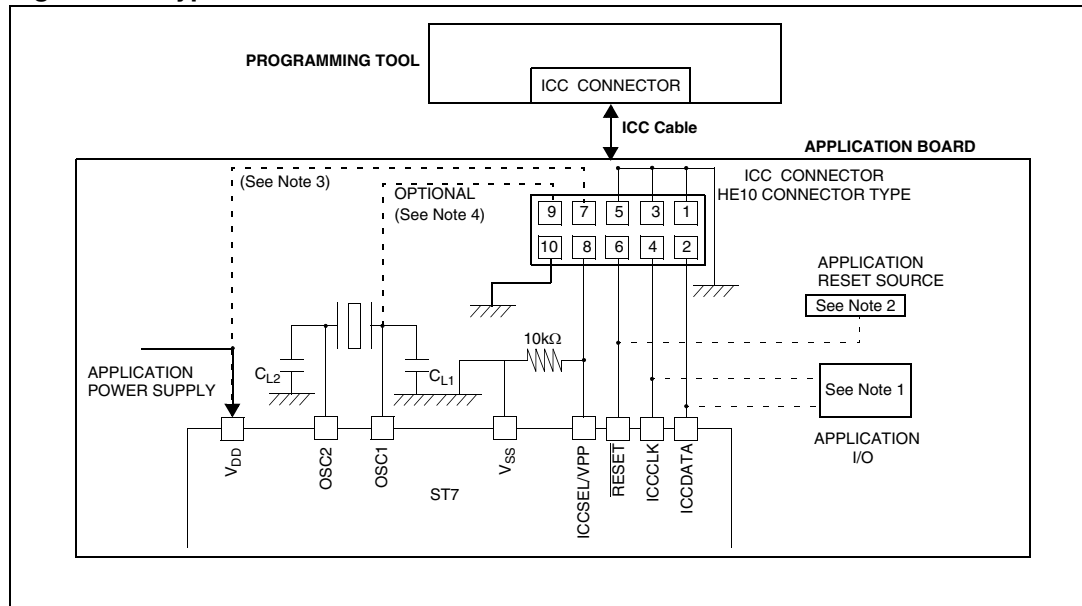 PROGRAMMING TOOL
ICC CONNECTOR
ICC Cable
APPLICATION BOARD
(See Note 3)
OPTIONAL
(See Note 4)
ICC CONNECTOR
HE10 CONNECTOR TYPE
9 7 5 3 1
10 8 6 4 2
APPLICATION
RESET SOURCE
See Note 2
10kΩ
APPLICATION
POWER SUPPLY
CL2
CL1
See Note 1
APPLICATION
I/O
VDD
OSC2
OSC1
VSS
ICCSEL/VPP
RESET
ICCCLK
ICCDATA
ST7